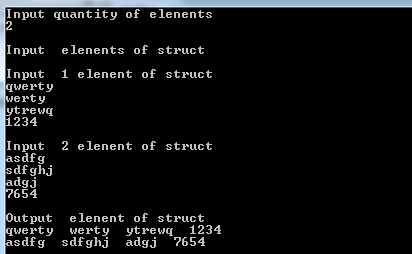 Input quantity of elenents
2
Input  elenents of struct
Input  1 elenent of struct
qwerty
werty
ytrewq
1234
Input  2 elenent of struct
asdfg
sdfghj
adgj
7654
Output  elenent of struct
qwerty  werty  ytrewq  1234
asdfg  sdfghj  adgj  7654